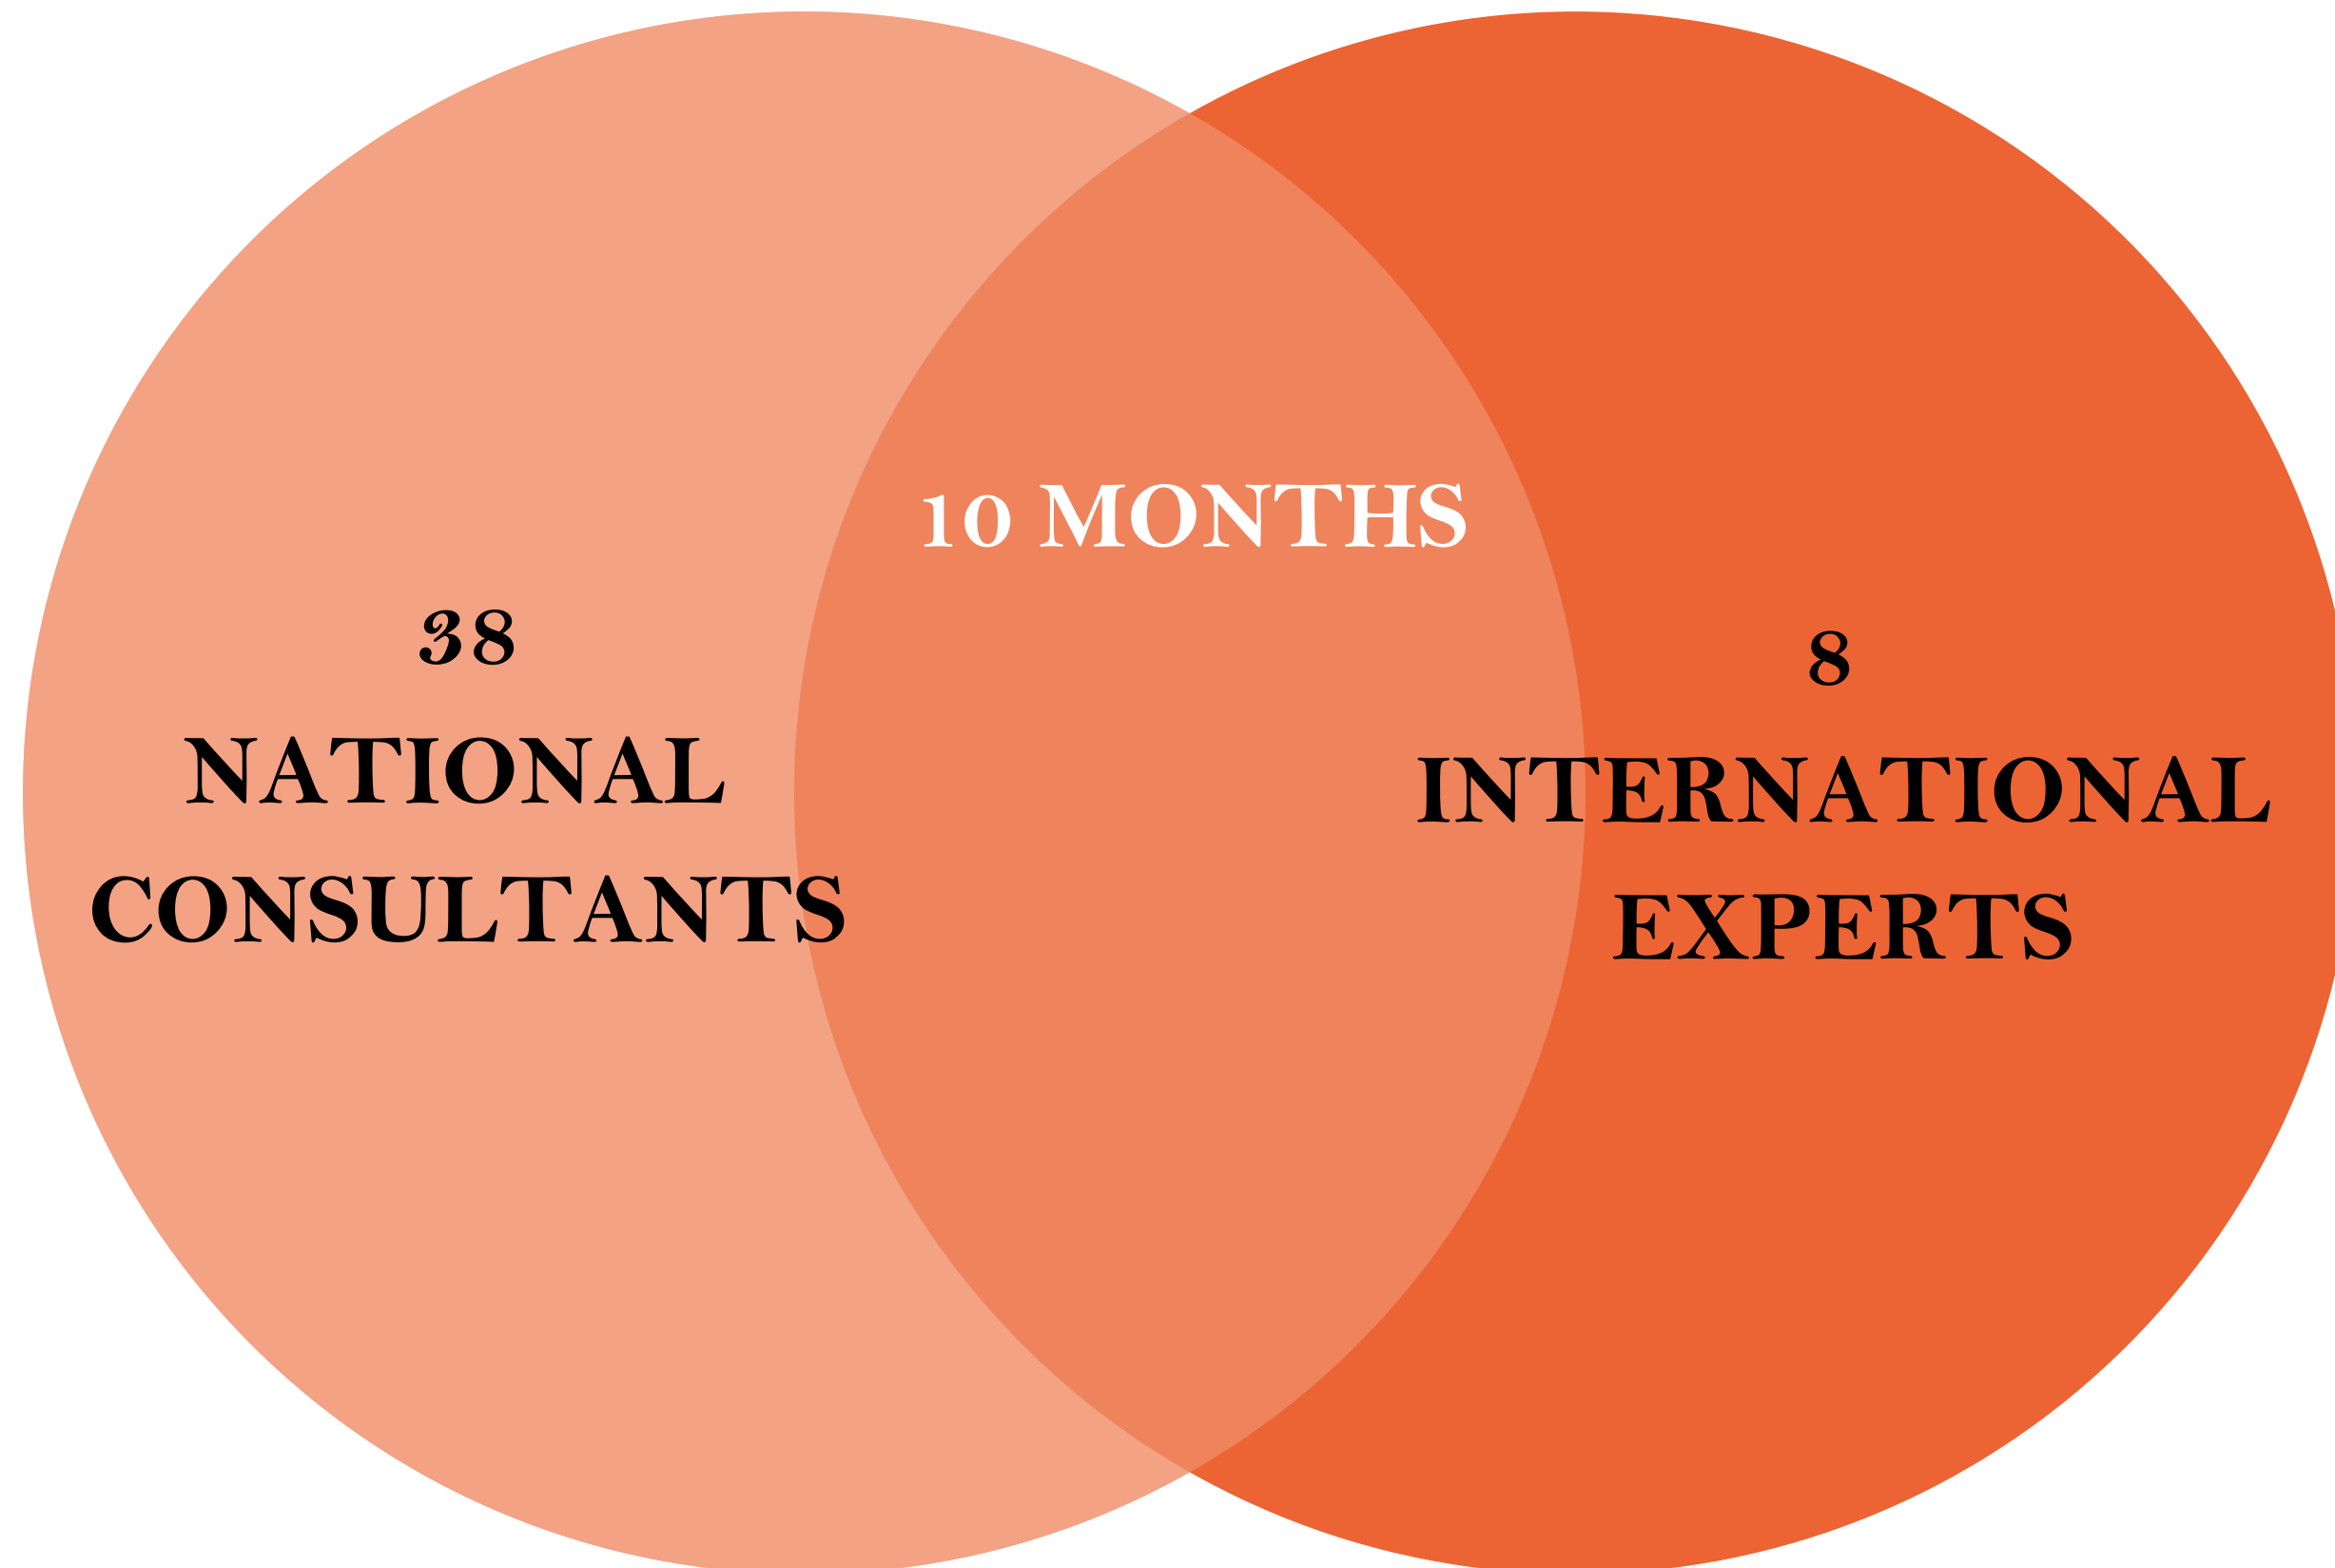 10 MONTHS
38
NATIONAL
CONSULTANTS
8
INTERNATIONAL
EXPERTS